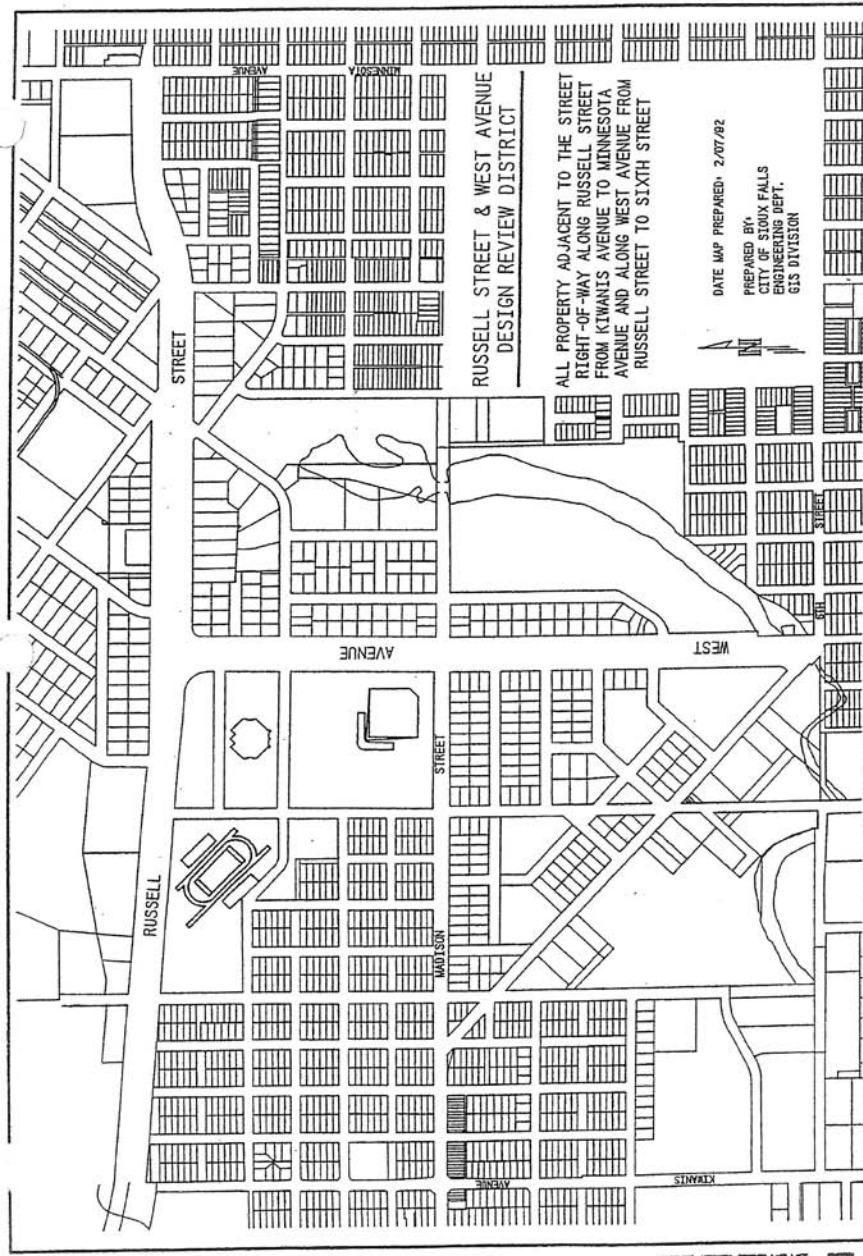 RUSSELL STREET & WEST AVENUE
DESIGN REVIEW DISTRICT
ALL PROPERTY ADJACENT TO THE STREET
RIGHT-OF-WAY ALONG RUSSELL STREET
FROM KIWANIS AVENUE TO MINNESOTA
AVENUE AND ALONG WEST AVENUE FROM
RUSSELL STREET TO SIXTH STREET
DATE MAP PREPARED: 2/07/92
PREPARED BY:
CITY OF SIOUX FALLS
ENGINEERING DEPT.
GIS DIVISION
N
RUSSELL
STREET
MINNESOTA
AVENUE
WEST
AVENUE
MADISON
STREET
6TH
STREET
KIWANIS
AVENUE